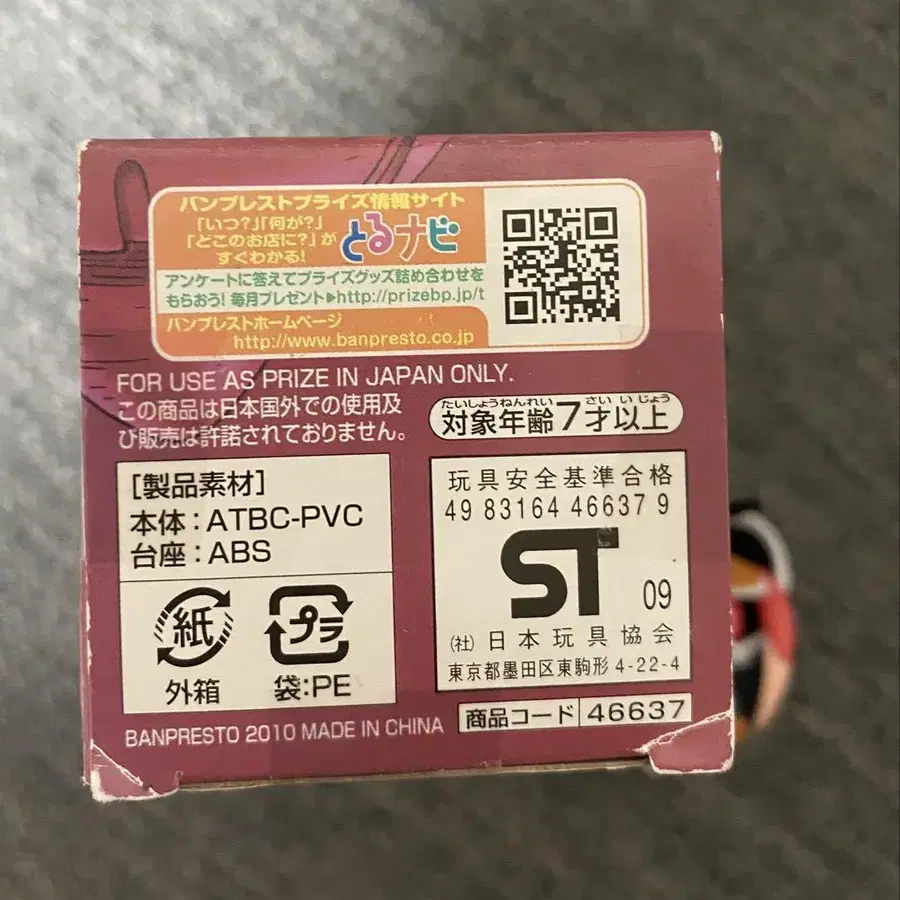 バンプレストプライズ情報サイト
「いつ?」「何が?」
「どこのお店に?」が
すぐわかる!
とるナビ
アンケートに答えてプライズグッズ詰め合わせを
もらおう! 毎月プレゼント▶http://prizebp.jp/t
バンプレストホームページ
http://www.banpresto.co.jp
FOR USE AS PRIZE IN JAPAN ONLY.
この商品は日本国外での使用及
び販売は許諾されておりません。
たいしょうねんれい さいいじょう
対象年齢7才以上
[製品素材]
本体:ATBC-PVC
台座:ABS
紙
外箱
プラ
袋:PE
玩具安全基準合格
49 83164 46637 9
ST
09
(社)日本玩具協会
東京都墨田区東駒形 4-22-4
BANPRESTO 2010 MADE IN CHINA
商品コード 46637